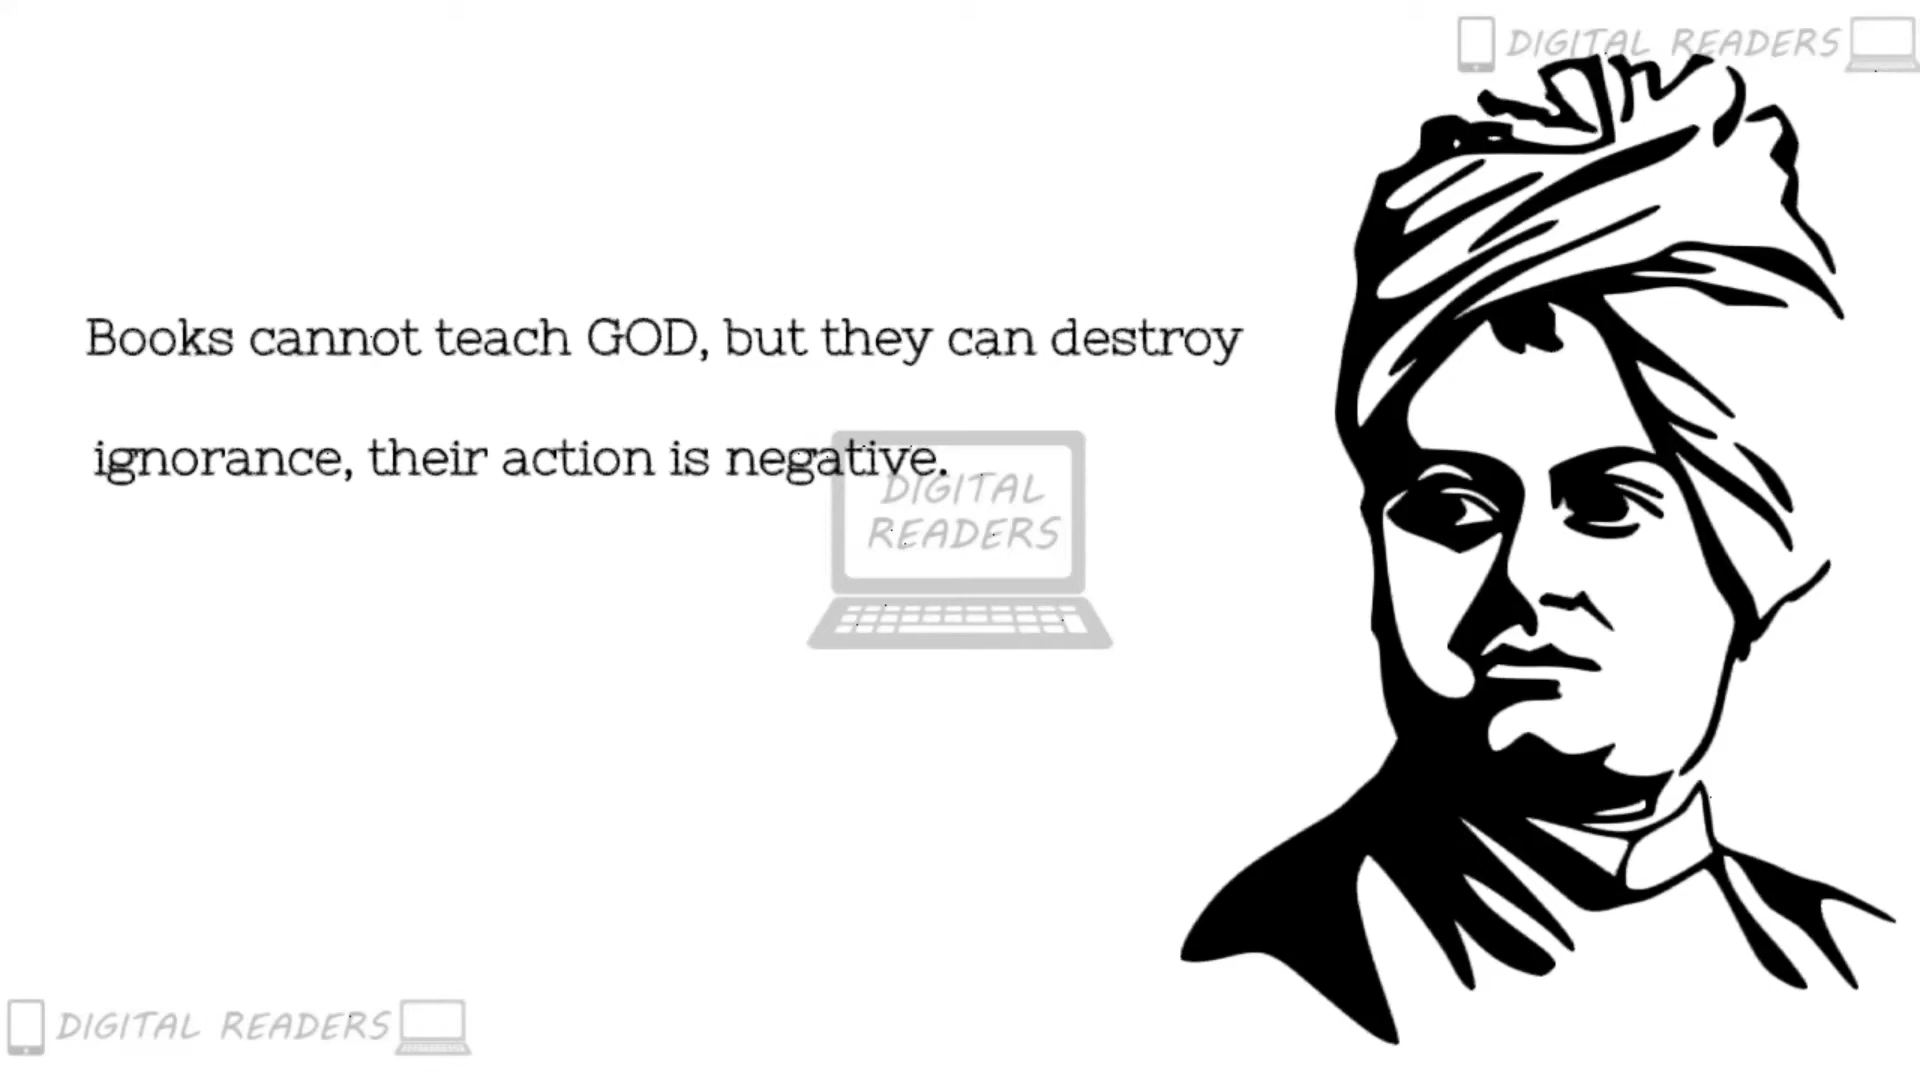 DIGITAL READERS
Books cannot teach GOD, but they can destroy
ignorance, their action is negative.
DIGITAL
READERS
DIGITAL READERS